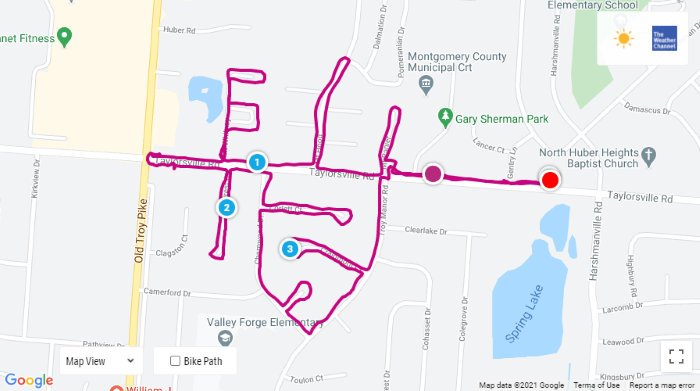 Elementary School
Huber Rd
anet Fitness
Dalmation Dr
Pomeranian Dr
Harshmanville Rd
The
Weather
Channel
Montgomery County
Municipal Crt
Damascus Dr
Gary Sherman Park
Lancer Ct
Gentry Ln
North Huber Heights
Baptist Church
Taylorsville Rd
1
Kirkview Dr
Taylorsville Rd
Taylorsville Rd
2
Old Troy Pike
Troy Manor Rd
Harshmanville Rd
Clagston Ct
Clearlake Dr
3
Highbury Rd
Camerford Dr
Spring Lake
Larcomb Dr
Cohasset Dr
Colegrove Dr
Valley Forge Elementary
Leawood Dr
Pathview Dr
Map View
Bike Path
Toulon Ct
Google
William J
Map data ©2021 Google
Terms of Use
Report a map error